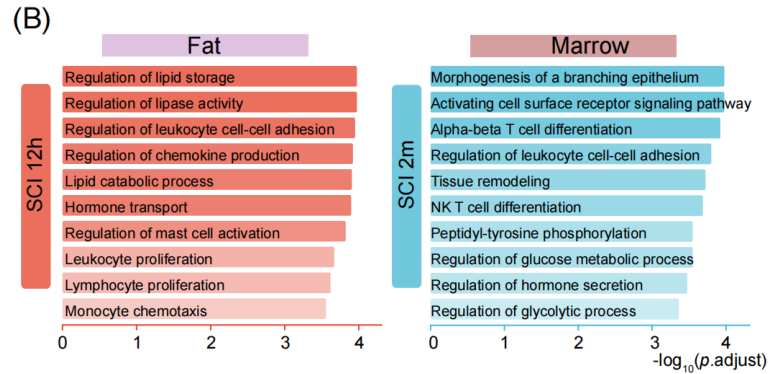 (B)
Fat
SCI 12h
Regulation of lipid storage
Regulation of lipase activity
Regulation of leukocyte cell-cell adhesion
Regulation of chemokine production
Lipid catabolic process
Hormone transport
Regulation of mast cell activation
Leukocyte proliferation
Lymphocyte proliferation
Monocyte chemotaxis
0 1 2 3 4
Marrow
SCI 2m
Morphogenesis of a branching epithelium
Activating cell surface receptor signaling pathway
Alpha-beta T cell differentiation
Regulation of leukocyte cell-cell adhesion
Tissue remodeling
NK T cell differentiation
Peptidyl-tyrosine phosphorylation
Regulation of glucose metabolic process
Regulation of hormone secretion
Regulation of glycolytic process
0 1 2 3 4
-log10(p.adjust)